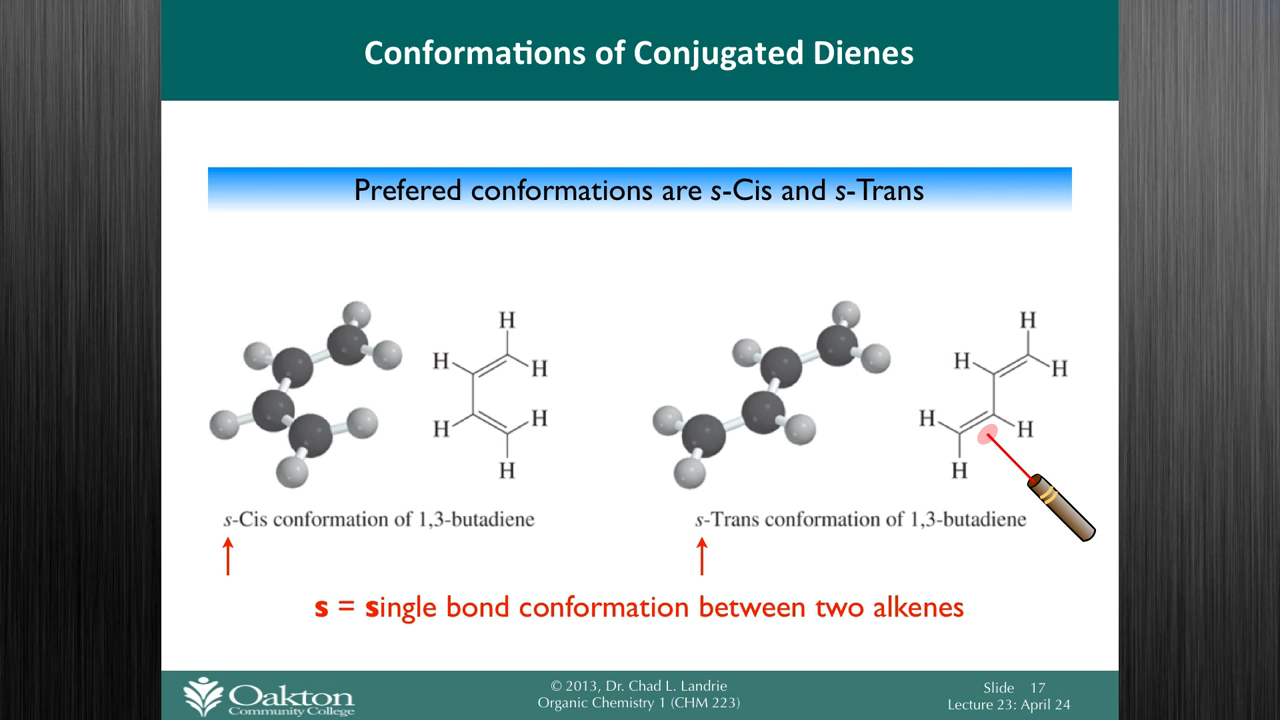 Conformations of Conjugated Dienes
Prefered conformations are s-Cis and s-Trans
H
H
H
H
H
H
H
H
H
H
H
H
s-Cis conformation of 1,3-butadiene
s-Trans conformation of 1,3-butadiene
s = single bond conformation between two alkenes
Oakton
Community College
© 2013, Dr. Chad L. Landrie
Organic Chemistry 1 (CHM 223)
Slide 17
Lecture 23: April 24